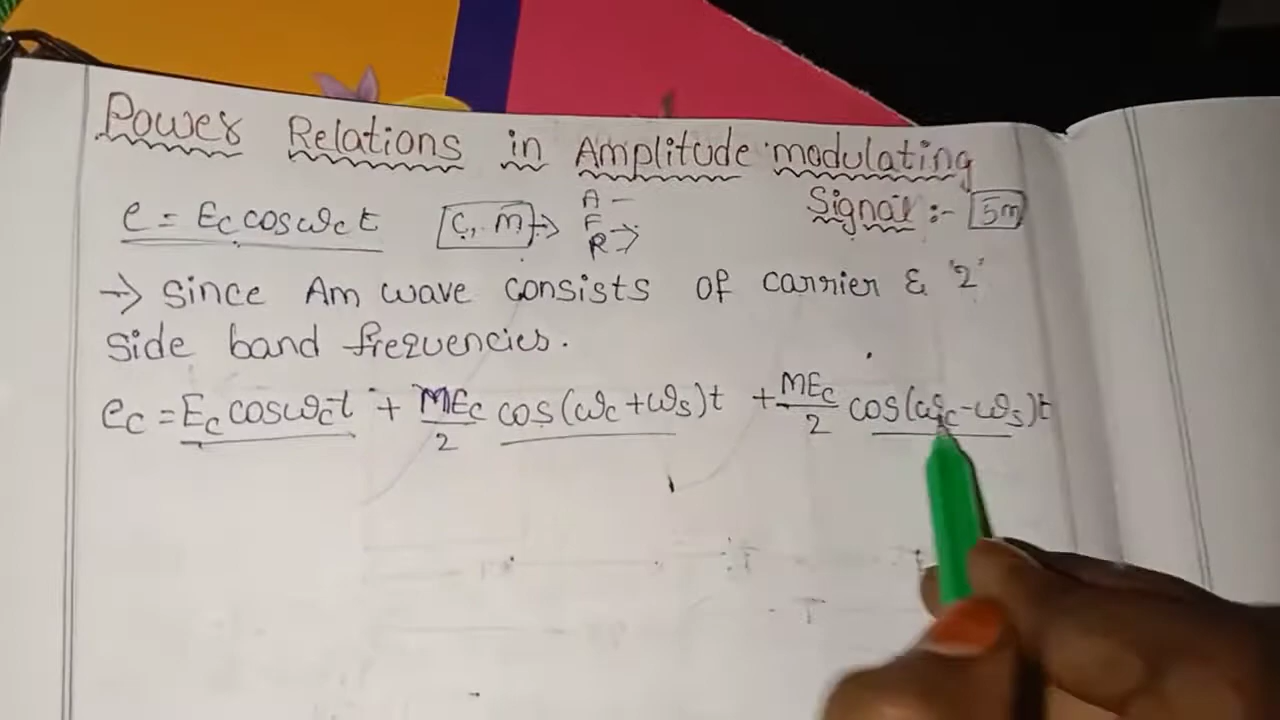 Power Relations in Amplitude modulating
Signal :- 5m
e = Ec cosωct [C, m] → A –
F
R →
→ Since Am wave consists of carrier & '2'
Side band frequencies.
ec = Ec cosωct + MEc/2 cos(ωc+ωs)t + MEc/2 cos(ωc-ωs)t